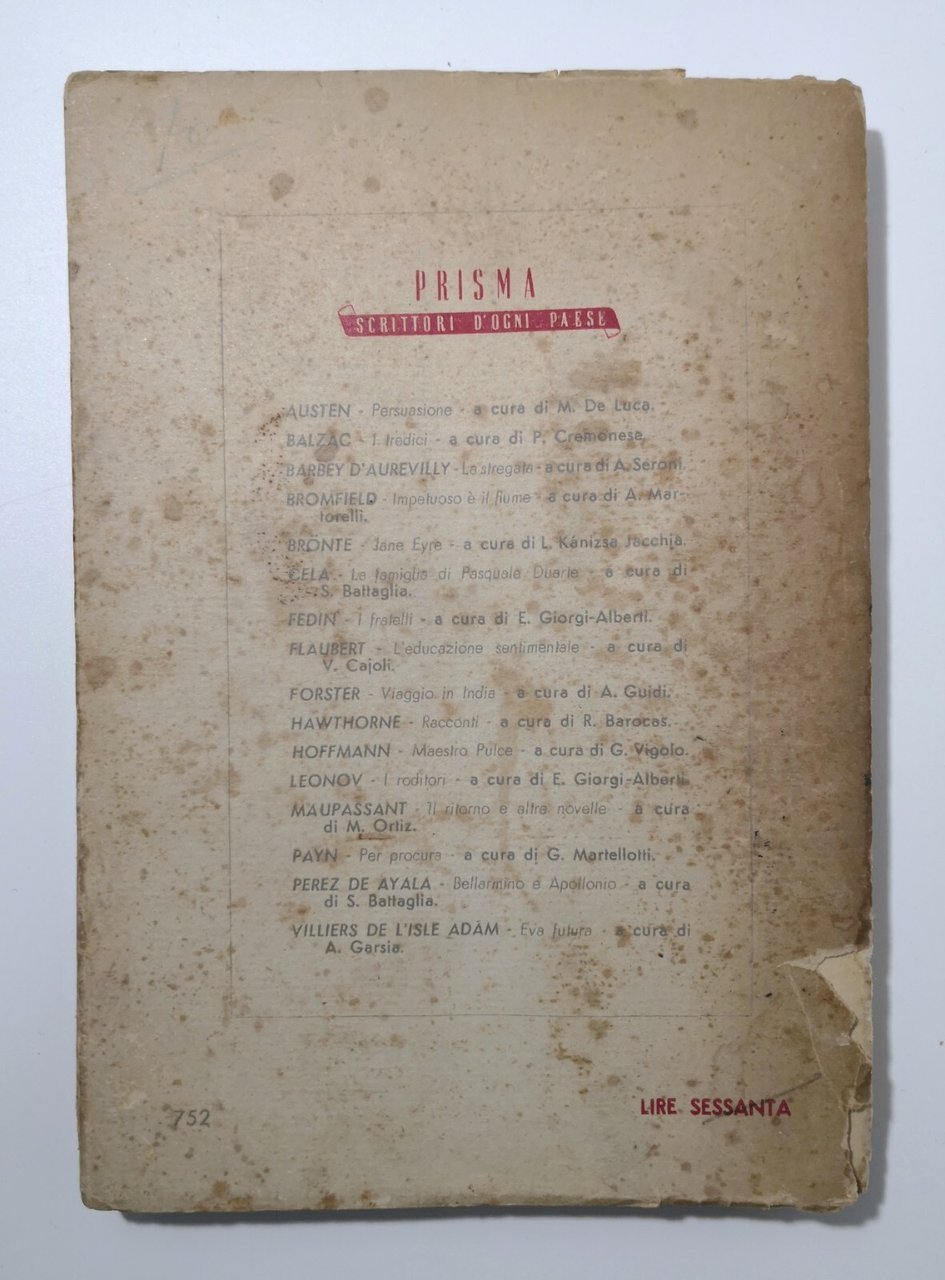 PRISMA
SCRITTORI D'OGNI PAESE
AUSTEN - Persuasione - a cura di M. De Luca.
BALZAC - I tredici - a cura di P. Cremonese.
BARBEY D'AUREVILLY - La stregata - a cura di A. Seroni.
BROMFIELD - Impetuoso è il fiume - a cura di A. Mar-
torelli.
BRÖNTE - Jane Eyre - a cura di L. Kánizsa Jacchia.
CELA - La famiglia di Pasquale Duarte - a cura di
S. Battaglia.
FEDIN - I fratelli - a cura di E. Giorgi-Alberti.
FLAUBERT - L'educazione sentimentale - a cura di
V. Cajoli.
FORSTER - Viaggio in India - a cura di A. Guidi.
HAWTHORNE - Racconti - a cura di R. Barocas.
HOFFMANN - Maestro Pulce - a cura di G. Vigolo.
LEONOV - I roditori - a cura di E. Giorgi-Alberti.
MAUPASSANT - Il ritorno e altre novelle - a cura
di M. Ortiz.
PAYN - Per procura - a cura di G. Martellotti.
PEREZ DE AYALA - Bellarmino e Apollonio - a cura
di S. Battaglia.
VILLIERS DE L'ISLE ADÀM - Eva futura - a cura di
A. Garsia.
LIRE SESSANTA
752